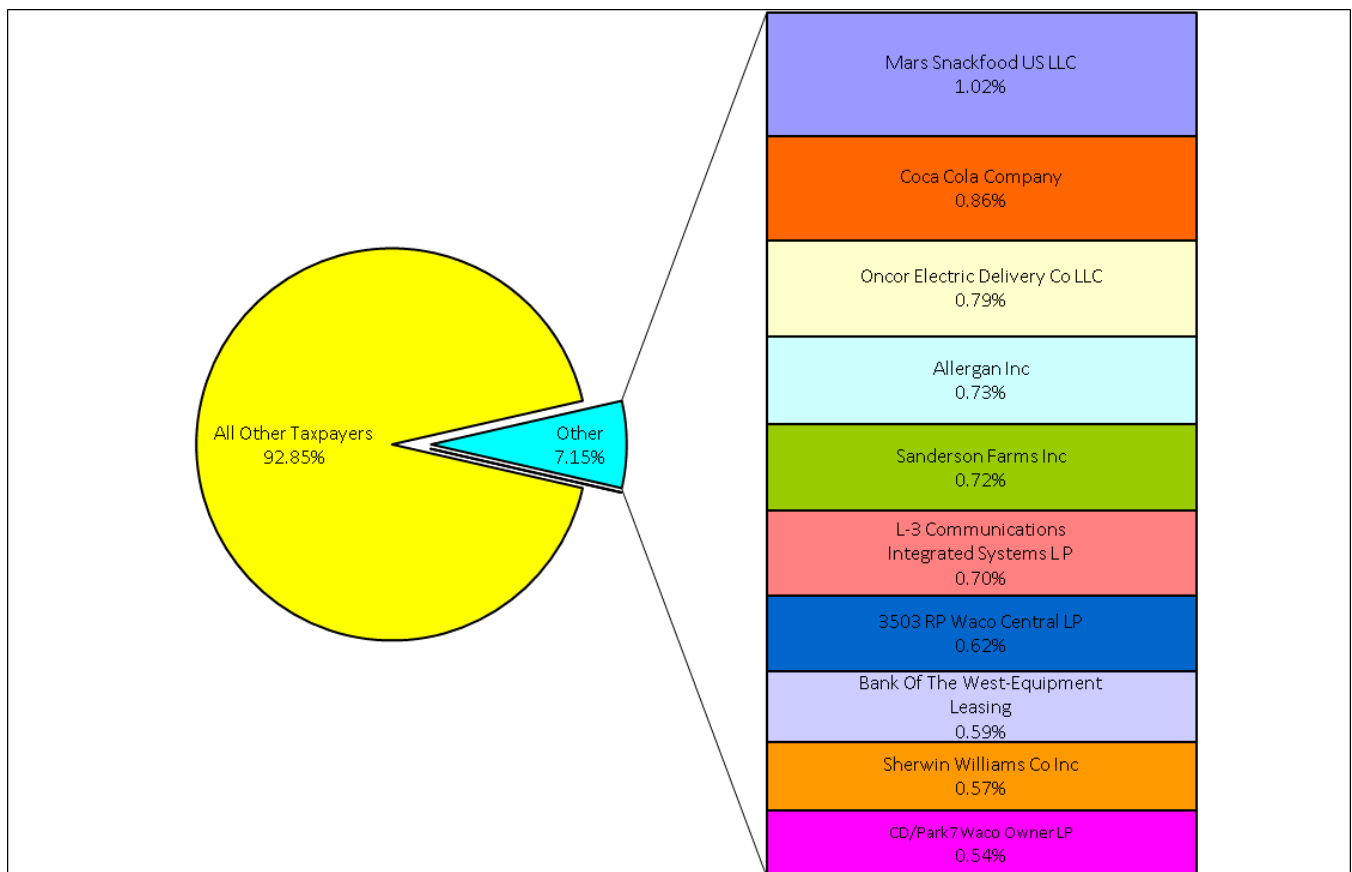 All Other Taxpayers
92.85%
Other
7.15%
Mars Snackfood US LLC
1.02%
Coca Cola Company
0.86%
Oncor Electric Delivery Co LLC
0.79%
Allergan Inc
0.73%
Sanderson Farms Inc
0.72%
L-3 Communications
Integrated Systems L P
0.70%
3503 RP Waco Central LP
0.62%
Bank Of The West-Equipment
Leasing
0.59%
Sherwin Williams Co Inc
0.57%
CD/Park7 Waco Owner LP
0.54%